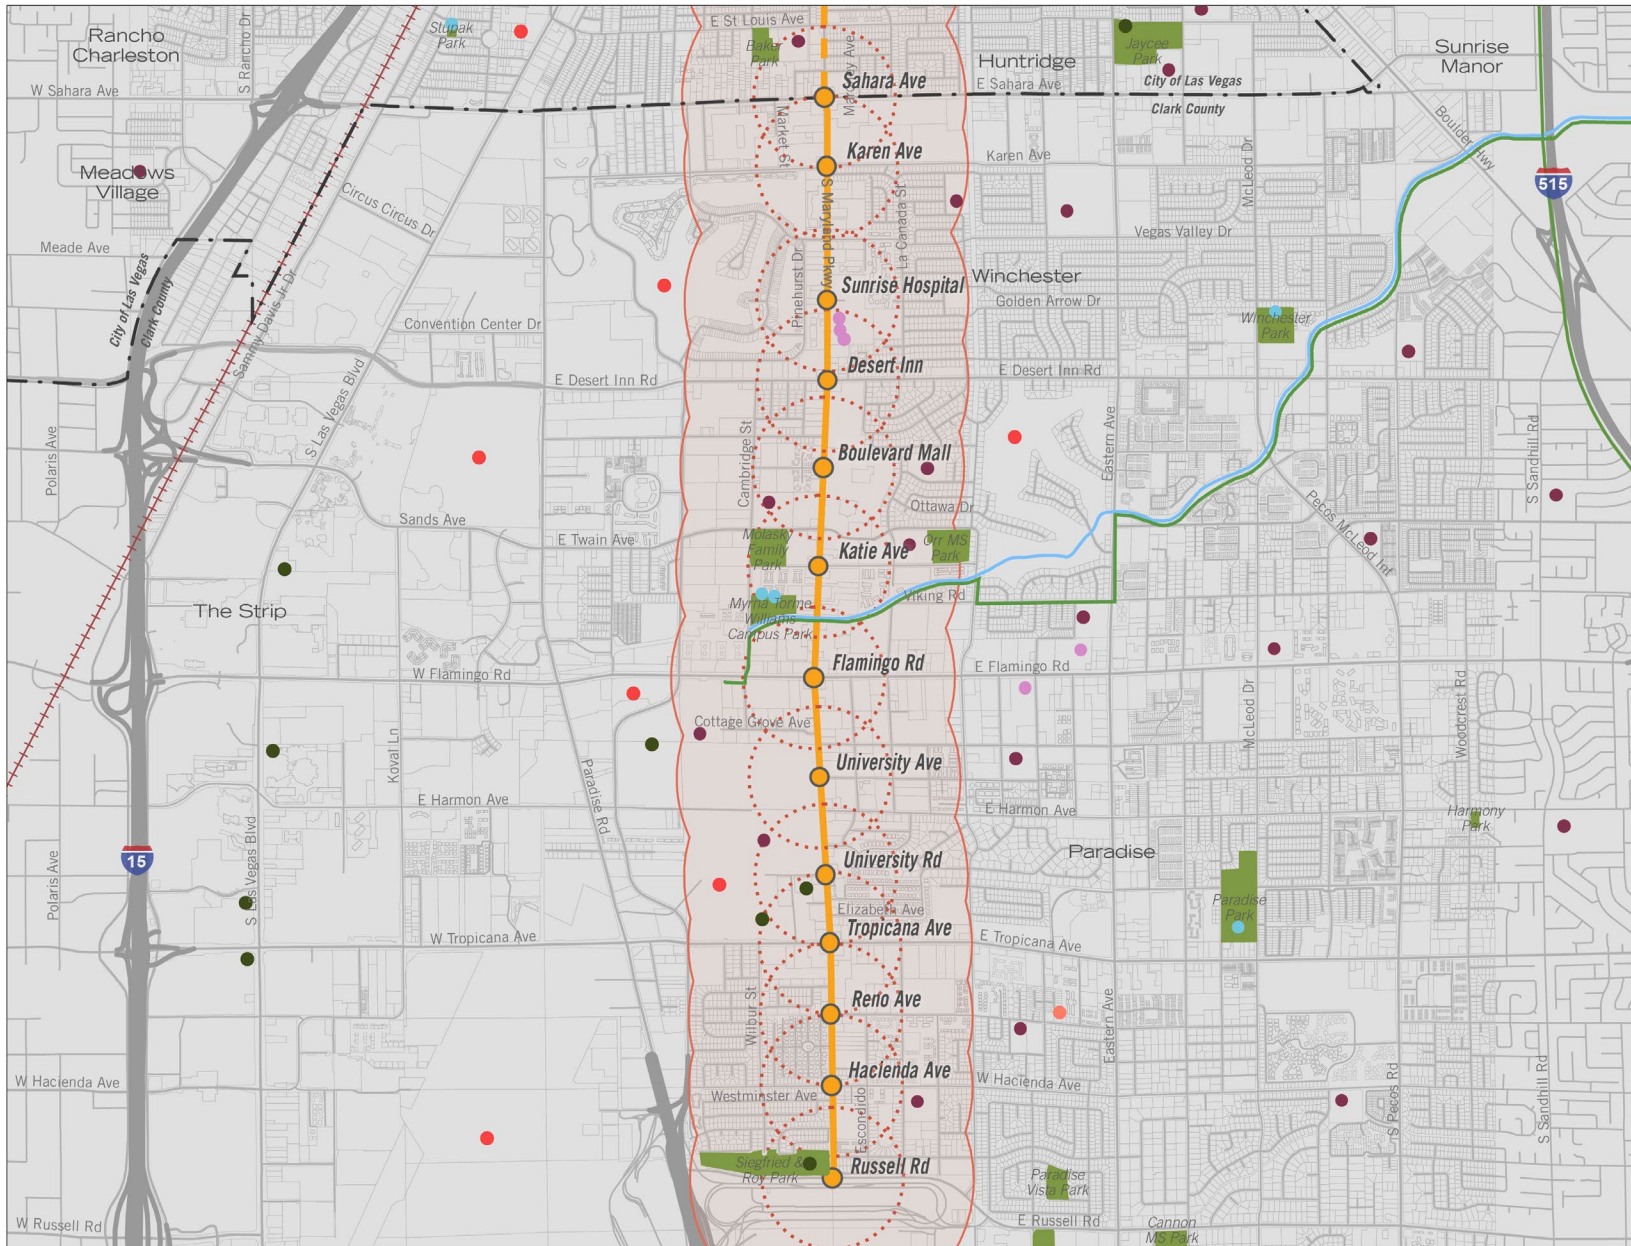 Rancho
Charleston
S Rancho Dr
Stupak
Park
E St Louis Ave
Baker
Park
Maryley Ave
Huntridge
Jaycee
Park
Sunrise
Manor
W Sahara Ave
Sahara Ave
E Sahara Ave
City of Las Vegas
Clark County
Market St
Boulder Hwy
Karen Ave
Karen Ave
McLeod Dr
515
Meadows
Village
Circus Circus Dr
S Maryland Pkwy
La Canada St
Meade Ave
Vegas Valley Dr
City of Las Vegas
Clark County
Sammy Davis Jr Dr
Pinehurst Dr
Sunrise Hospital
Winchester
Golden Arrow Dr
Winchester
Park
Convention Center Dr
Desert Inn
E Desert Inn Rd
E Desert Inn Rd
S Las Vegas Blvd
Polaris Ave
Cambridge St
Boulevard Mall
Eastern Ave
S Sandhill Rd
Ottawa Dr
Pecos McLeod Int
Sands Ave
E Twain Ave
Molasky
Family
Park
Katie Ave
Orr MS
Park
The Strip
Myrna Torme
Williams
Campus Park
Viking Rd
W Flamingo Rd
Flamingo Rd
E Flamingo Rd
Cottage Grove Ave
McLeod Dr
Woodcrest Rd
Koval Ln
Paradise Rd
University Ave
E Harmon Ave
E Harmon Ave
Harmony
Park
15
Polaris Ave
S Las Vegas Blvd
University Rd
Paradise
Elizabeth Ave
Paradise
Park
W Tropicana Ave
Tropicana Ave
E Tropicana Ave
Wilbur St
Reno Ave
Eastern Ave
W Hacienda Ave
Hacienda Ave
W Hacienda Ave
Westminster Ave
Escondido
S Pecos Rd
S Sandhill Rd
Siegfried &
Roy Park
Russell Rd
Paradise
Vista Park
W Russell Rd
E Russell Rd
Cannon
MS Park